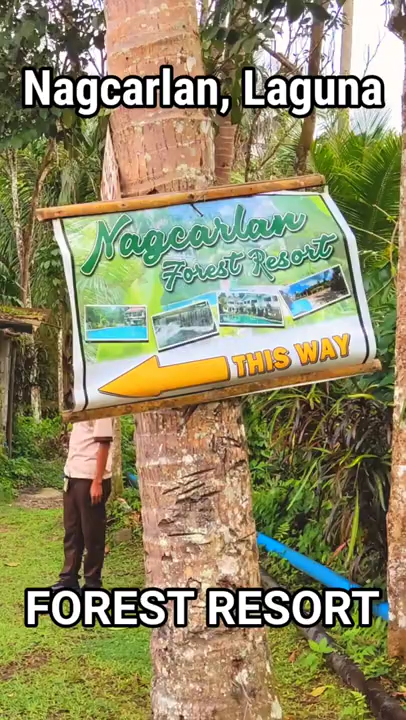 Nagcarlan, Laguna
Nagcarlan
Forest Resort
THIS WAY
FOREST RESORT